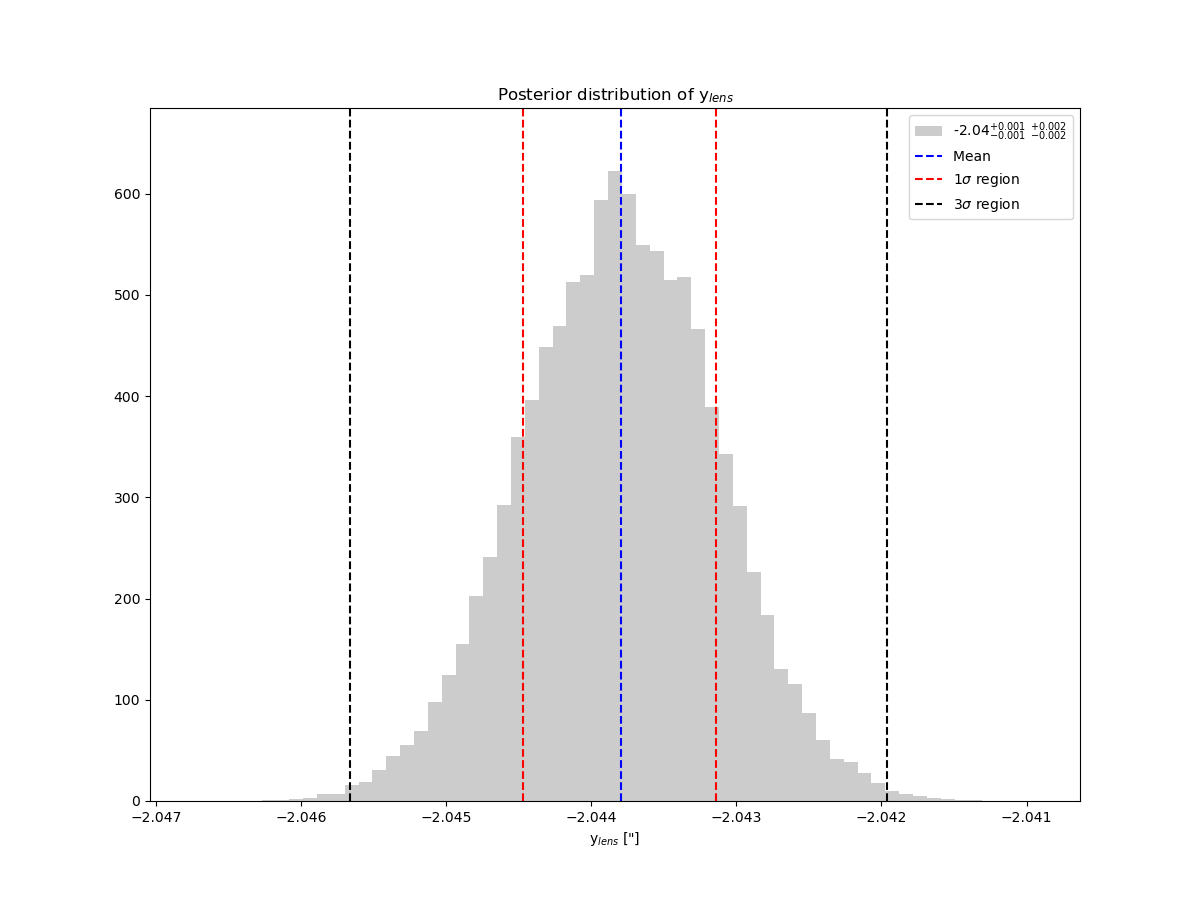 Posterior distribution of y_lens
-2.04 +0.001 -0.001 +0.002 -0.002
Mean
1σ region
3σ region
600
500
400
300
200
100
0
−2.047 −2.046 −2.045 −2.044 −2.043 −2.042 −2.041
y_lens ["]